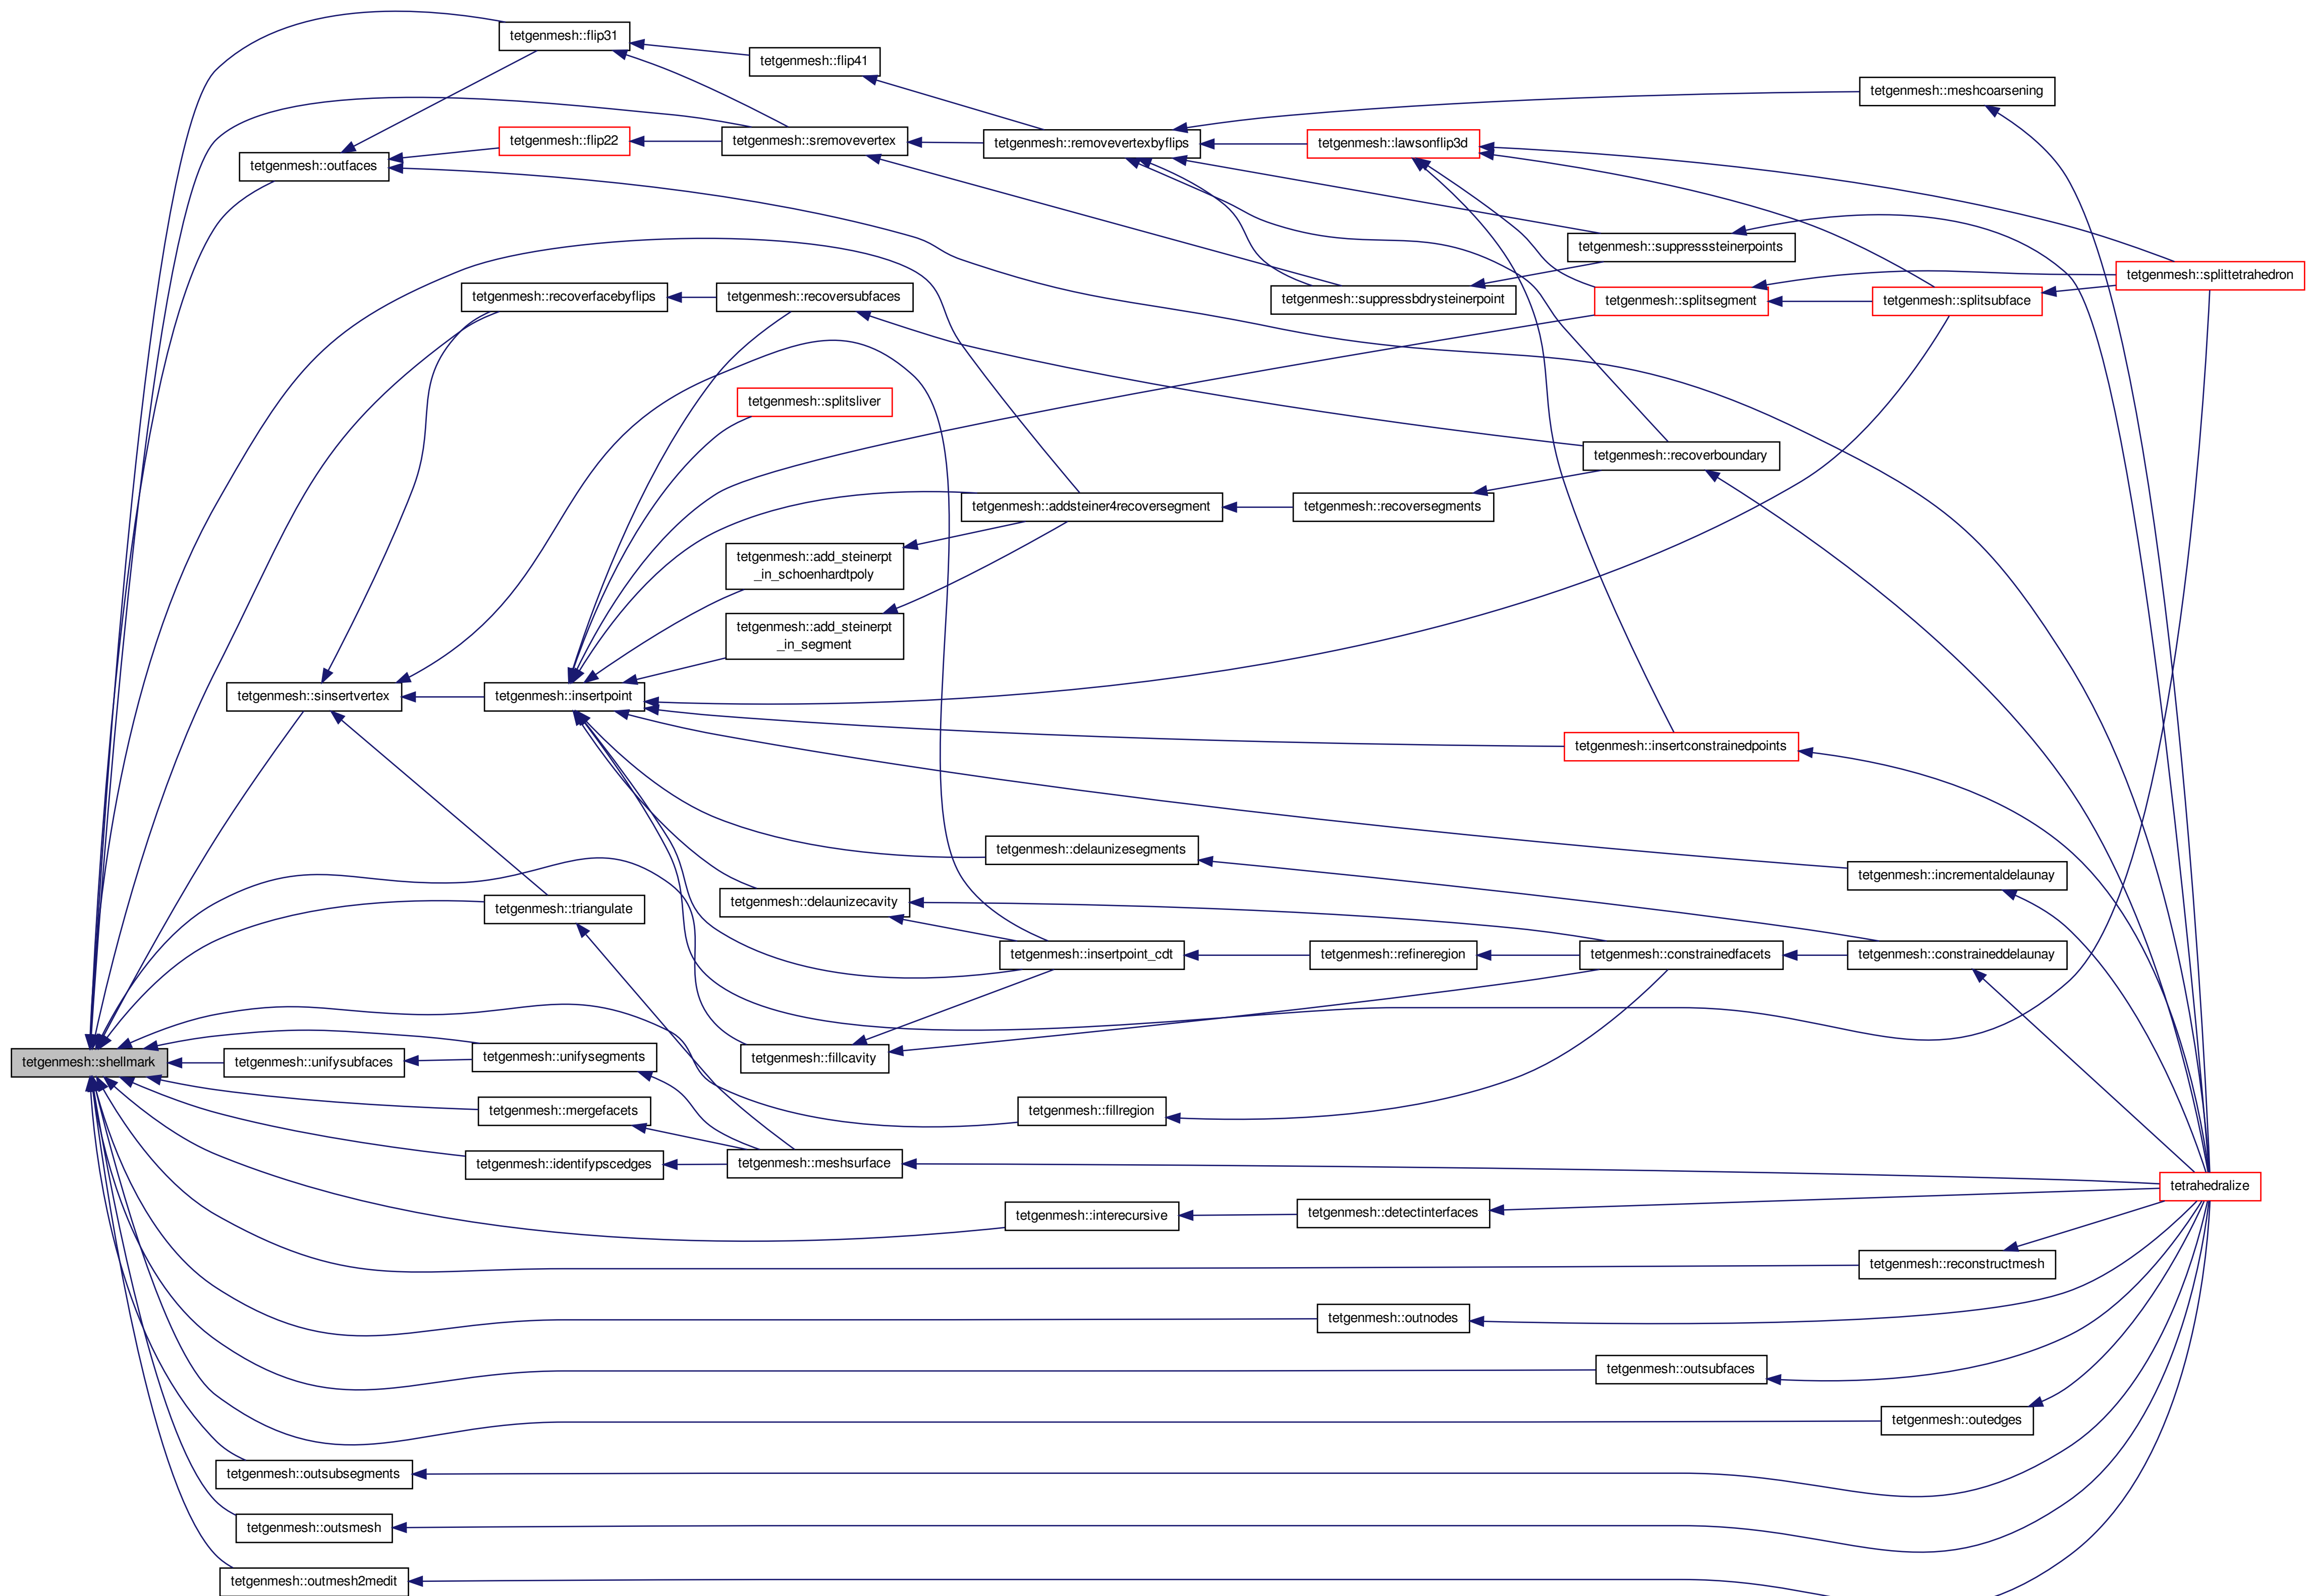 tetgenmesh::flip31
tetgenmesh::flip41
tetgenmesh::meshcoarsening
tetgenmesh::flip22
tetgenmesh::sremovevertex
tetgenmesh::removevertexbyflips
tetgenmesh::lawsonflip3d
tetgenmesh::outfaces
tetgenmesh::suppresssteinerpoints
tetgenmesh::splittetrahedron
tetgenmesh::recoverfacebyflips
tetgenmesh::recoversubfaces
tetgenmesh::suppressbdrysteinerpoint
tetgenmesh::splitsegment
tetgenmesh::splitsubface
tetgenmesh::splitsliver
tetgenmesh::recoverboundary
tetgenmesh::addsteiner4recoversegment
tetgenmesh::recoversegments
tetgenmesh::add_steinerpt
_in_schoenhardtpoly
tetgenmesh::add_steinerpt
_in_segment
tetgenmesh::sinsertvertex
tetgenmesh::insertpoint
tetgenmesh::insertconstrainedpoints
tetgenmesh::delaunizesegments
tetgenmesh::incrementaldelaunay
tetgenmesh::delaunizecavity
tetgenmesh::triangulate
tetgenmesh::insertpoint_cdt
tetgenmesh::refineregion
tetgenmesh::constrainedfacets
tetgenmesh::constraineddelaunay
tetgenmesh::shellmark
tetgenmesh::unifysubfaces
tetgenmesh::unifysegments
tetgenmesh::fillcavity
tetgenmesh::mergefacets
tetgenmesh::fillregion
tetgenmesh::identifypscedges
tetgenmesh::meshsurface
tetrahedralize
tetgenmesh::interecursive
tetgenmesh::detectinterfaces
tetgenmesh::reconstructmesh
tetgenmesh::outnodes
tetgenmesh::outsubfaces
tetgenmesh::outedges
tetgenmesh::outsubsegments
tetgenmesh::outsmesh
tetgenmesh::outmesh2medit